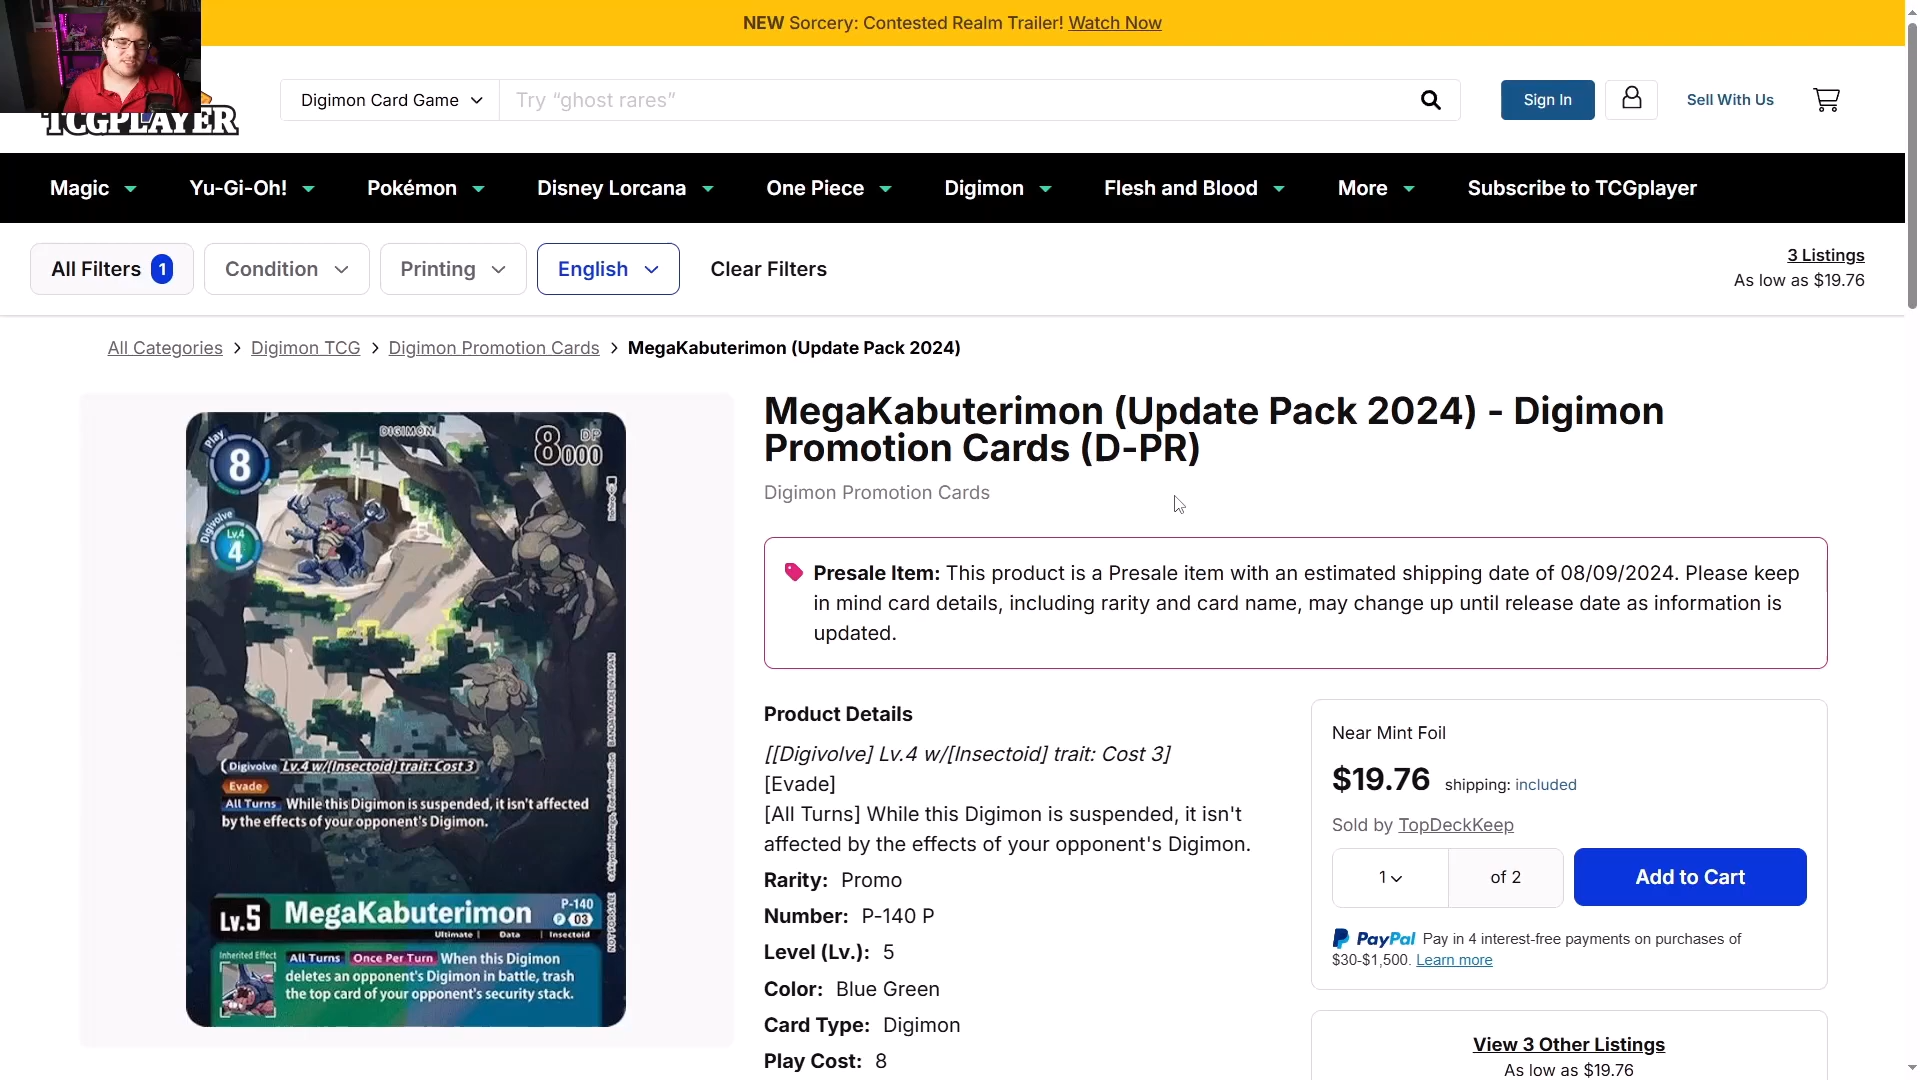 NEW Sorcery: Contested Realm Trailer! Watch Now
TCGPLAYER
Digimon Card Game
Try “ghost rares”
Sign In
Sell With Us
Magic
Yu-Gi-Oh!
Pokémon
Disney Lorcana
One Piece
Digimon
Flesh and Blood
More
Subscribe to TCGplayer
All Filters 1
Condition
Printing
English
Clear Filters
3 Listings
As low as $19.76
All Categories > Digimon TCG > Digimon Promotion Cards > MegaKabuterimon (Update Pack 2024)
Play
8
DIGIMON
DP
8000
Digivolve
Lv.4
4
Digivolve Lv.4 w/[Insectoid] trait: Cost 3
Evade
All Turns While this Digimon is suspended, it isn't affected
by the effects of your opponent's Digimon.
Lv.5
MegaKabuterimon
P-140
P 03
Ultimate | Data | Insectoid
Inherited Effect
All Turns Once Per Turn When this Digimon
deletes an opponent's Digimon in battle, trash
the top card of your opponent's security stack.
NOT FOR SALE
MegaKabuterimon (Update Pack 2024) - Digimon
Promotion Cards (D-PR)
Digimon Promotion Cards
Presale Item: This product is a Presale item with an estimated shipping date of 08/09/2024. Please keep
in mind card details, including rarity and card name, may change up until release date as information is
updated.
Product Details
[[Digivolve] Lv.4 w/[Insectoid] trait: Cost 3]
[Evade]
[All Turns] While this Digimon is suspended, it isn't
affected by the effects of your opponent's Digimon.
Rarity: Promo
Number: P-140 P
Level (Lv.): 5
Color: Blue Green
Card Type: Digimon
Play Cost: 8
Near Mint Foil
$19.76 shipping: included
Sold by TopDeckKeep
1
of 2
Add to Cart
PayPal Pay in 4 interest-free payments on purchases of
$30-$1,500. Learn more
View 3 Other Listings
As low as $19.76